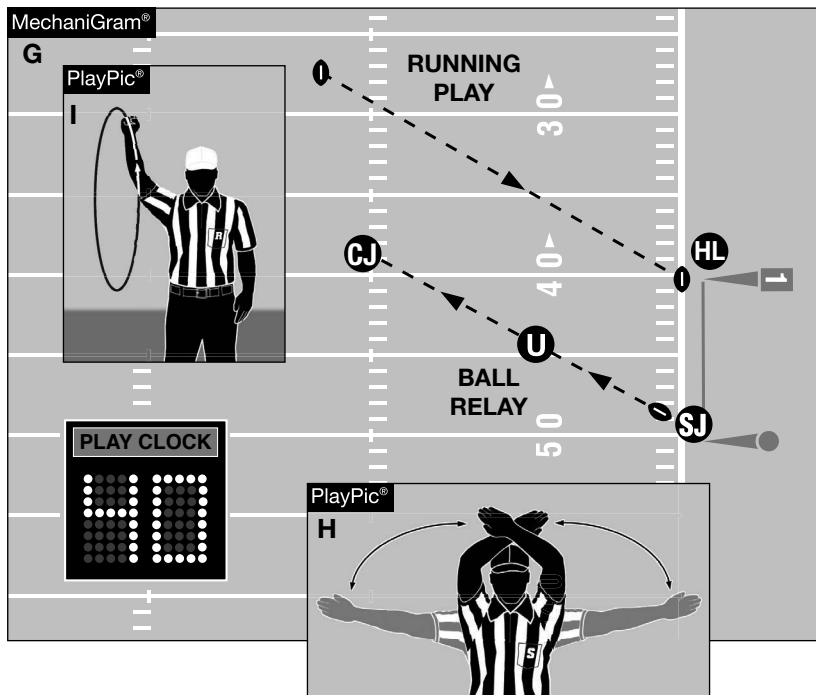 MechaniGram®
G
PlayPic®
I
R
RUNNING
PLAY
30
HL
CJ
40
1
U
BALL
RELAY
SJ
50
PLAY CLOCK
40
PlayPic®
H
S